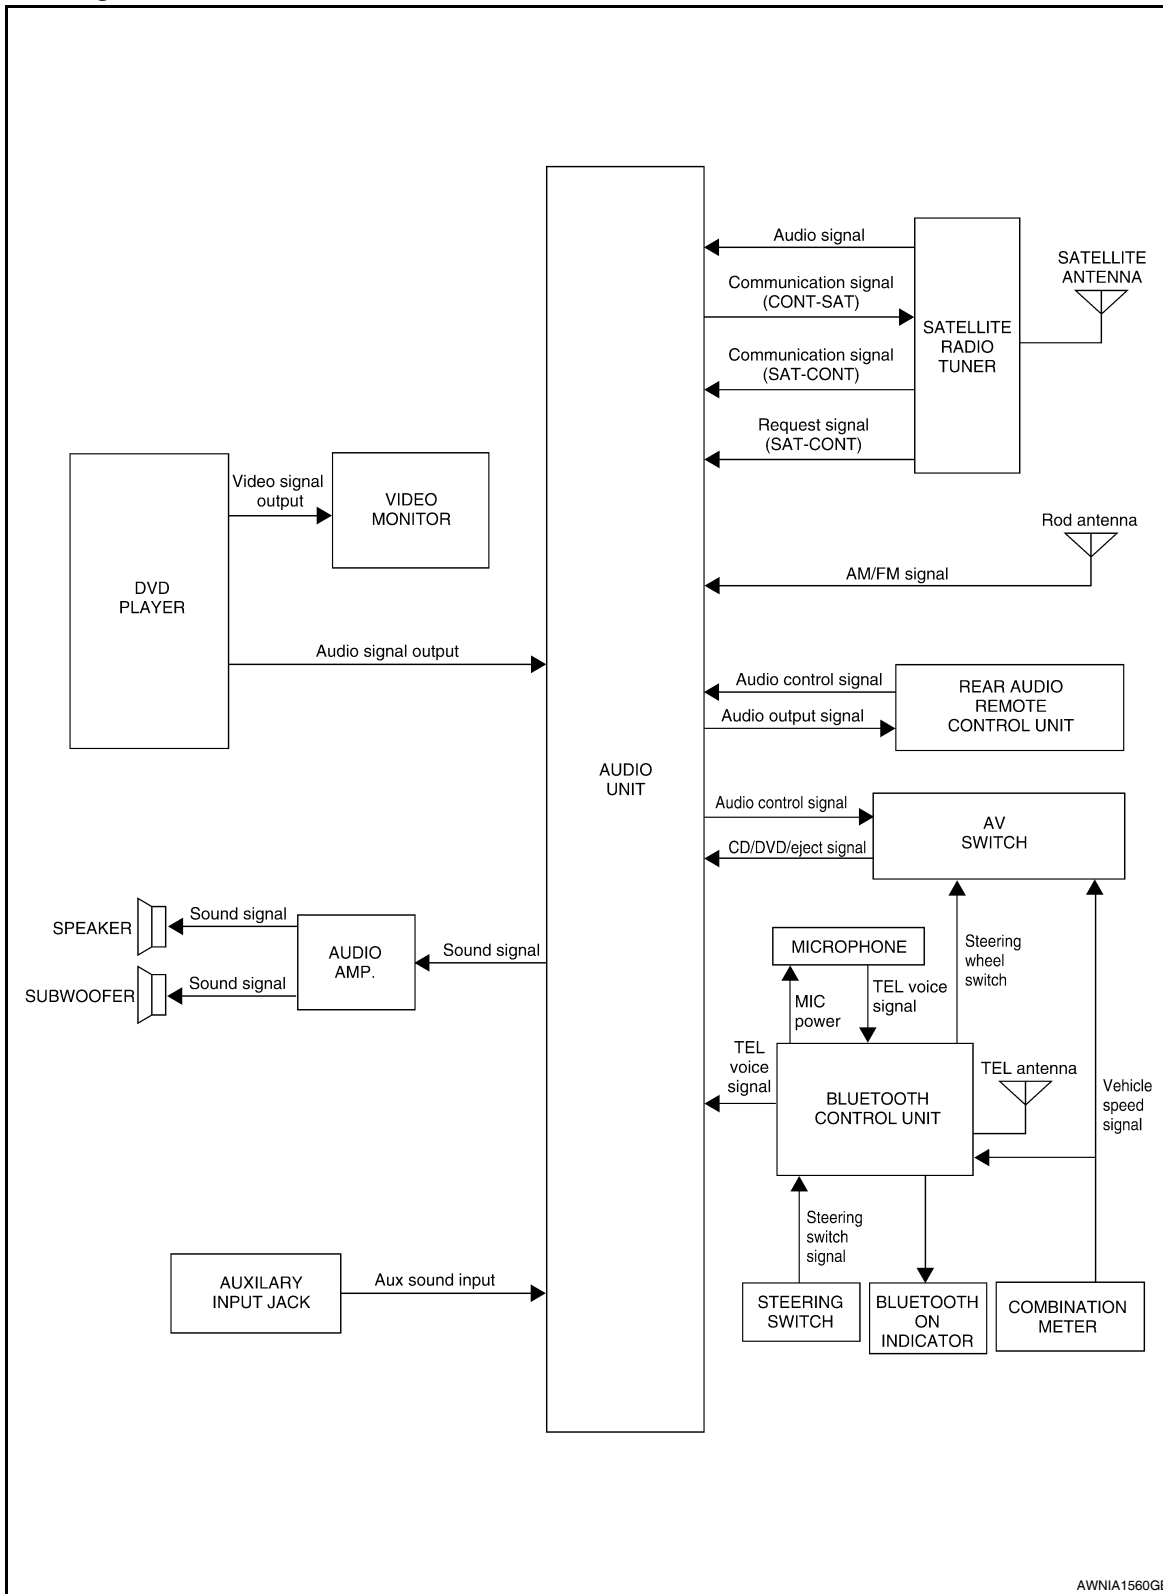 Audio signal
SATELLITE
ANTENNA
Communication signal
(CONT-SAT)
SATELLITE
RADIO
TUNER
Communication signal
(SAT-CONT)
Request signal
(SAT-CONT)
Video signal
output
VIDEO
MONITOR
Rod antenna
AM/FM signal
DVD
PLAYER
Audio signal output
Audio control signal
Audio output signal
REAR AUDIO
REMOTE
CONTROL UNIT
AUDIO
UNIT
Audio control signal
CD/DVD/eject signal
AV
SWITCH
SPEAKER
Sound signal
SUBWOOFER
Sound signal
AUDIO
AMP.
Sound signal
MICROPHONE
MIC
power
TEL voice
signal
Steering
wheel
switch
TEL
voice
signal
BLUETOOTH
CONTROL UNIT
TEL antenna
Vehicle
speed
signal
Steering
switch
signal
AUXILARY
INPUT JACK
Aux sound input
STEERING
SWITCH
BLUETOOTH
ON
INDICATOR
COMBINATION
METER